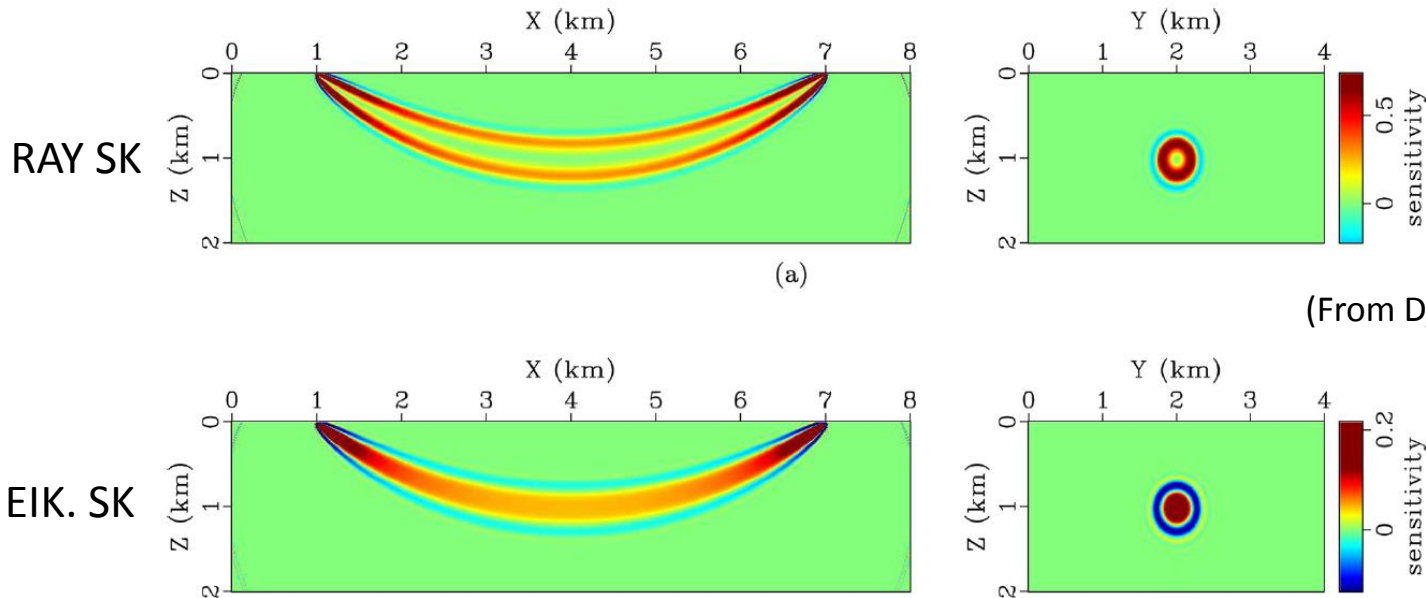 X (km)
Y (km)
0 1 2 3 4 5 6 7 8
0 1 2 3 4
RAY SK
Z (km)
0
1
2
Z (km)
0
1
2
0.5
0
sensitivity
(a)
(From D
X (km)
Y (km)
0 1 2 3 4 5 6 7 8
0 1 2 3 4
EIK. SK
Z (km)
0
1
2
Z (km)
0
1
2
0.2
0
sensitivity